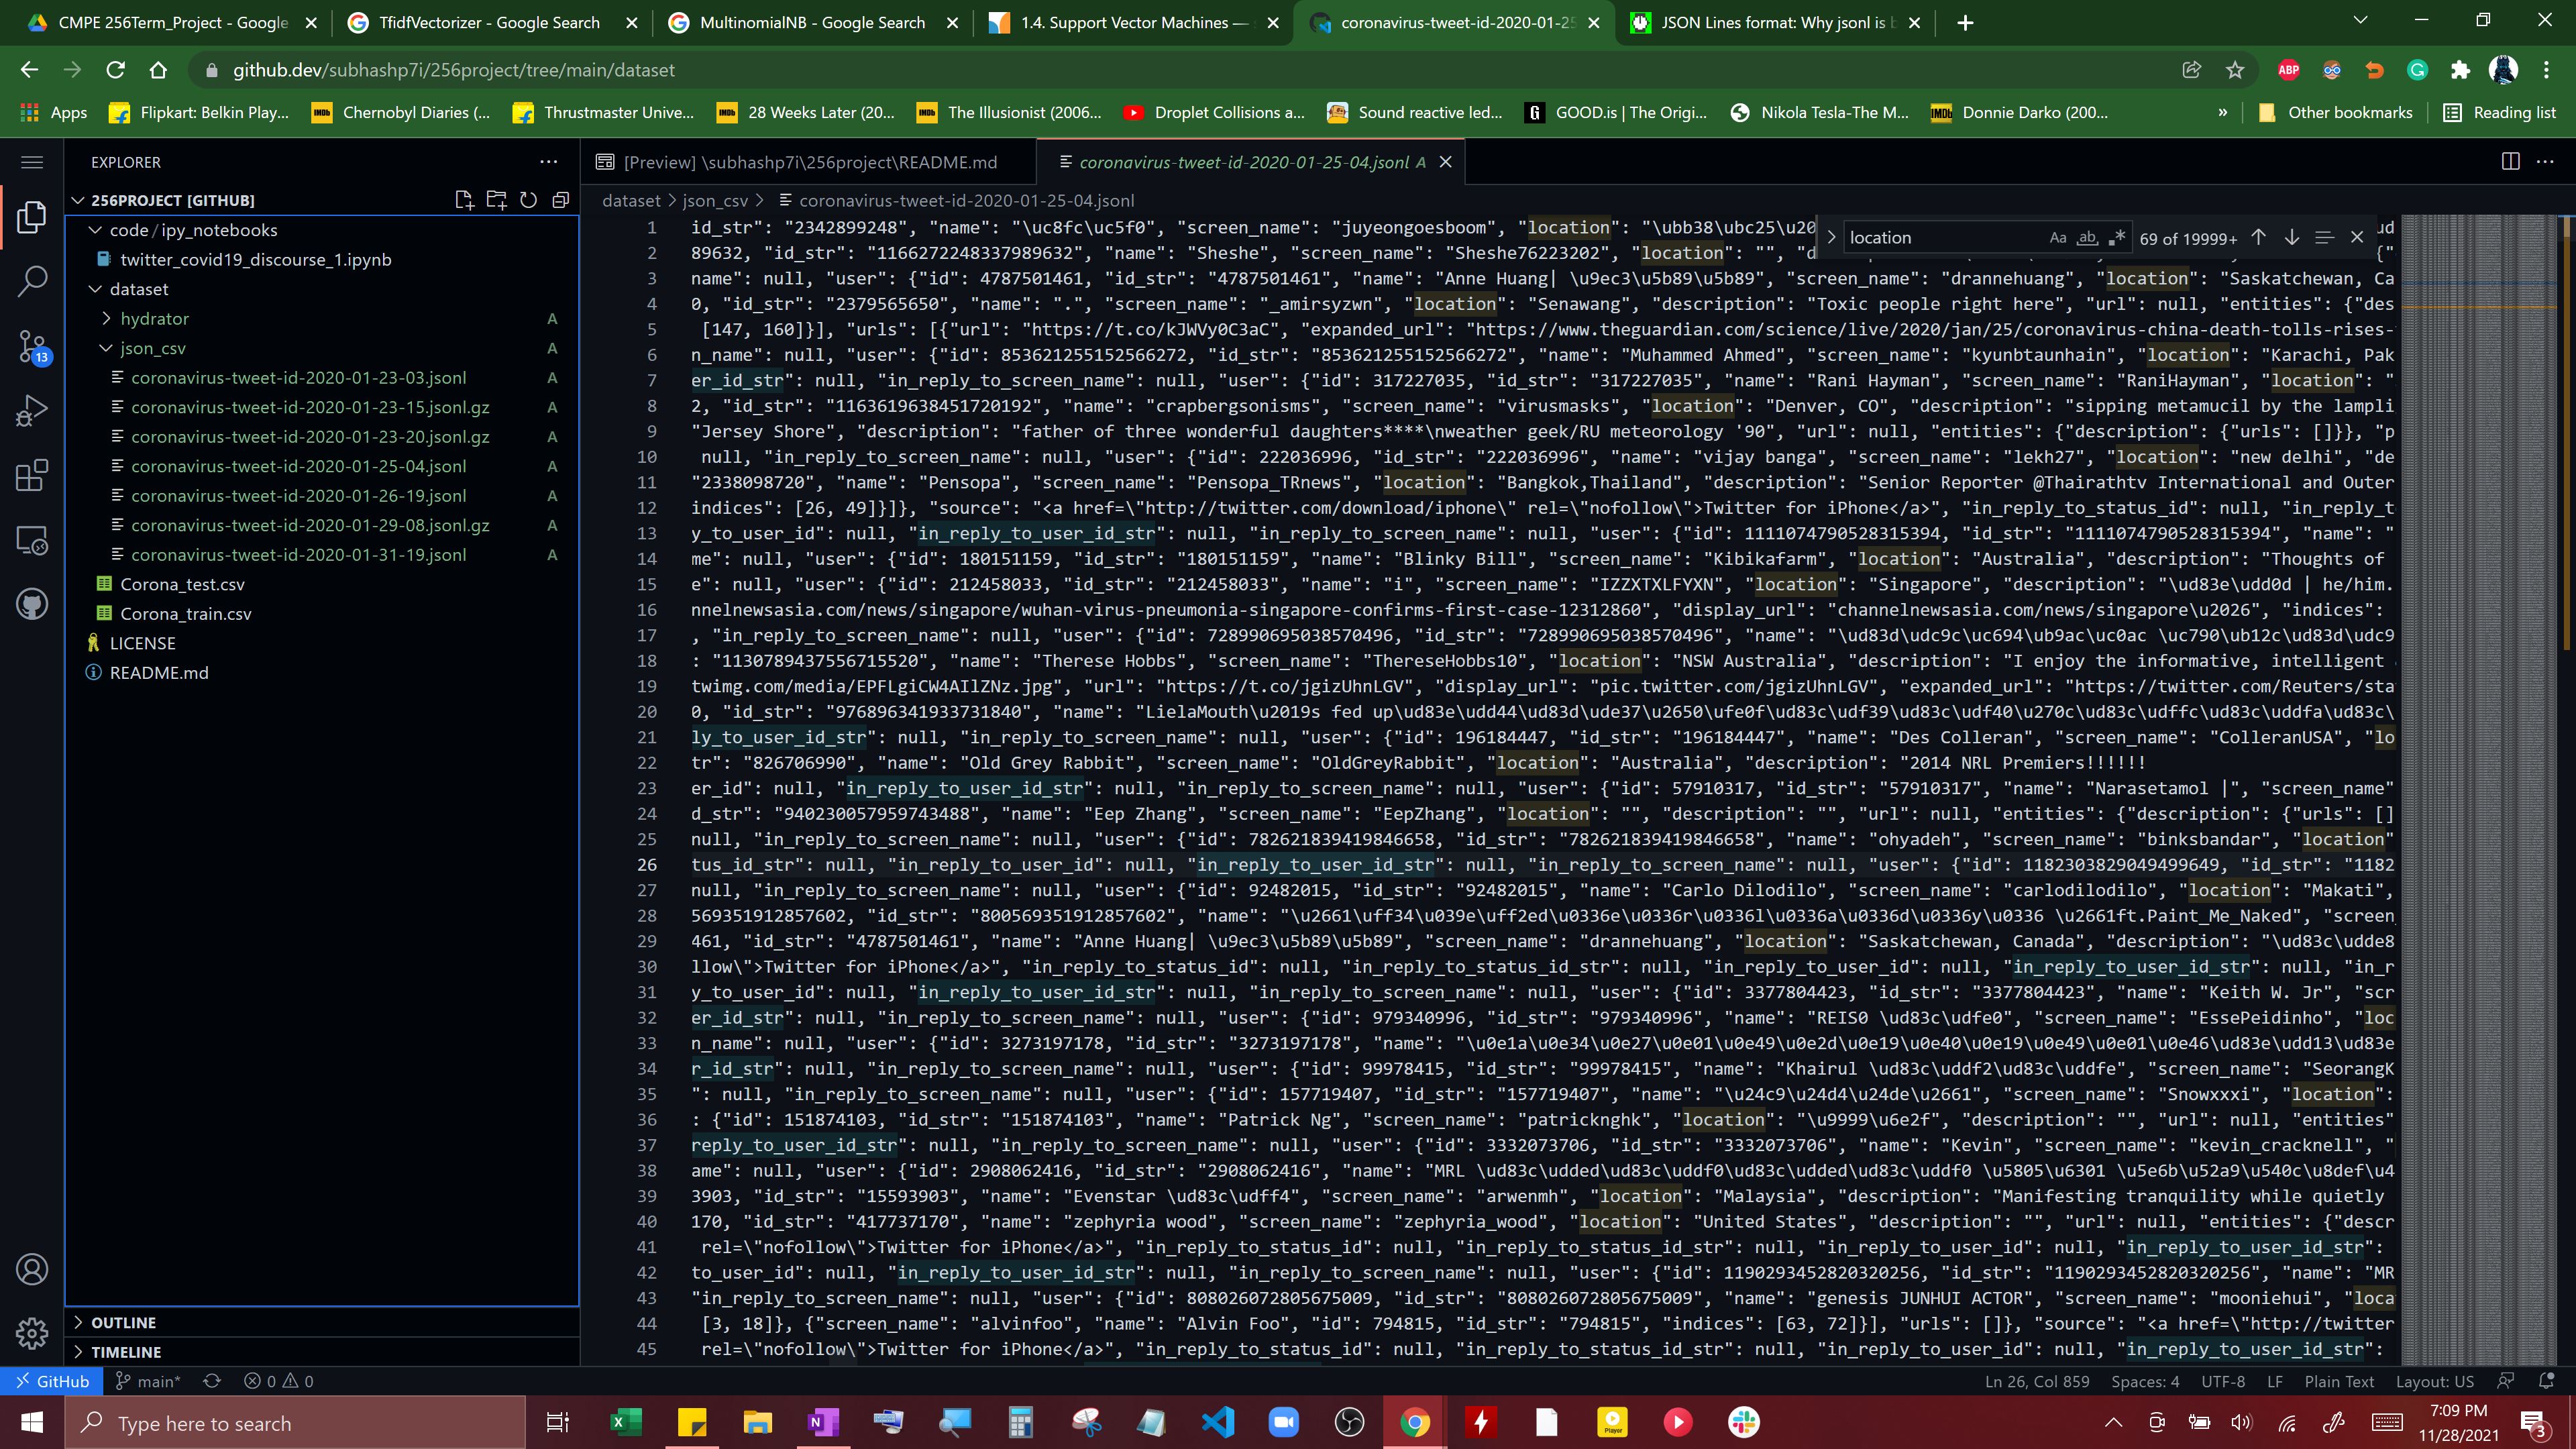 CMPE 256Term_Project - Google
TfidfVectorizer - Google Search
MultinomialNB - Google Search
1.4. Support Vector Machines —
coronavirus-tweet-id-2020-01-25
JSON Lines format: Why jsonl is b
github.dev/subhashp7i/256project/tree/main/dataset
ABP
Apps
Flipkart: Belkin Play...
Chernobyl Diaries (...
Thrustmaster Unive...
28 Weeks Later (20...
The Illusionist (2006...
Droplet Collisions a...
Sound reactive led...
GOOD.is | The Origi...
Nikola Tesla-The M...
Donnie Darko (200...
»
Other bookmarks
Reading list
EXPLORER
[Preview] \subhashp7i\256project\README.md
coronavirus-tweet-id-2020-01-25-04.jsonl A
256PROJECT [GITHUB]
dataset > json_csv > coronavirus-tweet-id-2020-01-25-04.jsonl
location
Aa
ab
69 of 19999+
code / ipy_notebooks
twitter_covid19_discourse_1.ipynb
dataset
hydrator A
json_csv A
coronavirus-tweet-id-2020-01-23-03.jsonl A
coronavirus-tweet-id-2020-01-23-15.jsonl.gz A
coronavirus-tweet-id-2020-01-23-20.jsonl.gz A
coronavirus-tweet-id-2020-01-25-04.jsonl A
coronavirus-tweet-id-2020-01-26-19.jsonl A
coronavirus-tweet-id-2020-01-29-08.jsonl.gz A
coronavirus-tweet-id-2020-01-31-19.jsonl A
Corona_test.csv
Corona_train.csv
LICENSE
README.md
13
OUTLINE
TIMELINE
1 id_str": "2342899248", "name": "\uc8fc\uc5f0", "screen_name": "juyeongoesboom", "location": "\ubb38\ubc25\u20
2 89632, "id_str": "1166272248337989632", "name": "Sheshe", "screen_name": "Sheshe76223202", "location": "", "d
3 name": null, "user": {"id": 4787501461, "id_str": "4787501461", "name": "Anne Huang| \u9ec3\u5b89\u5b89", "screen_name": "drannehuang", "location": "Saskatchewan, Ca
4 0, "id_str": "2379565650", "name": ".", "screen_name": "_amirsyzwn", "location": "Senawang", "description": "Toxic people right here", "url": null, "entities": {"des
5 [147, 160]}], "urls": [{"url": "https://t.co/kJWVy0C3aC", "expanded_url": "https://www.theguardian.com/science/live/2020/jan/25/coronavirus-china-death-tolls-rises-
6 n_name": null, "user": {"id": 853621255152566272, "id_str": "853621255152566272", "name": "Muhammed Ahmed", "screen_name": "kyunbtaunhain", "location": "Karachi, Pak
7 er_id_str": null, "in_reply_to_screen_name": null, "user": {"id": 317227035, "id_str": "317227035", "name": "Rani Hayman", "screen_name": "RaniHayman", "location": "
8 2, "id_str": "1163619638451720192", "name": "crapbergsonisms", "screen_name": "virusmasks", "location": "Denver, CO", "description": "sipping metamucil by the lampli
9 "Jersey Shore", "description": "father of three wonderful daughters****\nweather geek/RU meteorology '90", "url": null, "entities": {"description": {"urls": []}}, "p
10 null, "in_reply_to_screen_name": null, "user": {"id": 222036996, "id_str": "222036996", "name": "vijay banga", "screen_name": "lekh27", "location": "new delhi", "de
11 "2338098720", "name": "Pensopa", "screen_name": "Pensopa_TRnews", "location": "Bangkok,Thailand", "description": "Senior Reporter @Thairathtv International and Outer
12 indices": [26, 49]}]}, "source": "<a href=\"http://twitter.com/download/iphone\" rel=\"nofollow\">Twitter for iPhone</a>", "in_reply_to_status_id": null, "in_reply_t
13 y_to_user_id": null, "in_reply_to_user_id_str": null, "in_reply_to_screen_name": null, "user": {"id": 1111074790528315394, "id_str": "1111074790528315394", "name": "
14 me": null, "user": {"id": 180151159, "id_str": "180151159", "name": "Blinky Bill", "screen_name": "Kibikafarm", "location": "Australia", "description": "Thoughts of
15 e": null, "user": {"id": 212458033, "id_str": "212458033", "name": "i", "screen_name": "IZZXTXLFYXN", "location": "Singapore", "description": "\ud83e\udd0d | he/him.
16 nnelnewsasia.com/news/singapore/wuhan-virus-pneumonia-singapore-confirms-first-case-12312860", "display_url": "channelnewsasia.com/news/singapore\u2026", "indices":
17 , "in_reply_to_screen_name": null, "user": {"id": 728990695038570496, "id_str": "728990695038570496", "name": "\ud83d\udc9c\uc694\ub9ac\uc0ac \uc790\ub12c\ud83d\udc9
18 : "1130789437556715520", "name": "Therese Hobbs", "screen_name": "ThereseHobbs10", "location": "NSW Australia", "description": "I enjoy the informative, intelligent
19 twimg.com/media/EPFLgiCW4AIlZNz.jpg", "url": "https://t.co/jgizUhnLGV", "display_url": "pic.twitter.com/jgizUhnLGV", "expanded_url": "https://twitter.com/Reuters/sta
20 0, "id_str": "976896341933731840", "name": "LielaMouth\u2019s fed up\ud83e\udd44\ud83d\ude37\u2650\ufe0f\ud83c\udf39\ud83c\udf40\u270c\ud83c\udffc\ud83c\uddfa\ud83c\
21 ly_to_user_id_str": null, "in_reply_to_screen_name": null, "user": {"id": 196184447, "id_str": "196184447", "name": "Des Colleran", "screen_name": "ColleranUSA", "lo
22 tr": "826706990", "name": "Old Grey Rabbit", "screen_name": "OldGreyRabbit", "location": "Australia", "description": "2014 NRL Premiers!!!!!!
23 er_id": null, "in_reply_to_user_id_str": null, "in_reply_to_screen_name": null, "user": {"id": 57910317, "id_str": "57910317", "name": "Narasetamol |", "screen_name"
24 d_str": "940230057959743488", "name": "Eep Zhang", "screen_name": "EepZhang", "location": "", "description": "", "url": null, "entities": {"description": {"urls": []
25 null, "in_reply_to_screen_name": null, "user": {"id": 782621839419846658, "id_str": "782621839419846658", "name": "ohyadeh", "screen_name": "binksbandar", "location"
26 tus_id_str": null, "in_reply_to_user_id": null, "in_reply_to_user_id_str": null, "in_reply_to_screen_name": null, "user": {"id": 1182303829049499649, "id_str": "1182
27 null, "in_reply_to_screen_name": null, "user": {"id": 92482015, "id_str": "92482015", "name": "Carlo Dilodilo", "screen_name": "carlodilodilo", "location": "Makati",
28 569351912857602, "id_str": "800569351912857602", "name": "\u2661\uff34\u039e\uff2ed\u0336e\u0336r\u0336l\u0336a\u0336d\u0336y\u0336 \u2661ft.Paint_Me_Naked", "screen
29 461, "id_str": "4787501461", "name": "Anne Huang| \u9ec3\u5b89\u5b89", "screen_name": "drannehuang", "location": "Saskatchewan, Canada", "description": "\ud83c\udde8
30 llow\">Twitter for iPhone</a>", "in_reply_to_status_id": null, "in_reply_to_status_id_str": null, "in_reply_to_user_id": null, "in_reply_to_user_id_str": null, "in_r
31 y_to_user_id": null, "in_reply_to_user_id_str": null, "in_reply_to_screen_name": null, "user": {"id": 3377804423, "id_str": "3377804423", "name": "Keith W. Jr", "scr
32 er_id_str": null, "in_reply_to_screen_name": null, "user": {"id": 979340996, "id_str": "979340996", "name": "REIS0 \ud83c\udfe0", "screen_name": "EssePeidinho", "loc
33 n_name": null, "user": {"id": 3273197178, "id_str": "3273197178", "name": "\u0e1a\u0e34\u0e27\u0e01\u0e49\u0e2d\u0e19\u0e40\u0e19\u0e49\u0e01\u0e46\ud83e\udd13\ud83e
34 r_id_str": null, "in_reply_to_screen_name": null, "user": {"id": 99978415, "id_str": "99978415", "name": "Khairul \ud83c\uddf2\ud83c\uddfe", "screen_name": "SeorangK
35 ": null, "in_reply_to_screen_name": null, "user": {"id": 157719407, "id_str": "157719407", "name": "\u24c9\u24d4\u24de\u2661", "screen_name": "Snowxxxi", "location":
36 : {"id": 151874103, "id_str": "151874103", "name": "Patrick Ng", "screen_name": "patricknghk", "location": "\u9999\u6e2f", "description": "", "url": null, "entities"
37 reply_to_user_id_str": null, "in_reply_to_screen_name": null, "user": {"id": 3332073706, "id_str": "3332073706", "name": "Kevin", "screen_name": "kevin_cracknell", "
38 ame": null, "user": {"id": 2908062416, "id_str": "2908062416", "name": "MRL \ud83c\udded\ud83c\uddf0\ud83c\udded\ud83c\uddf0 \u5805\u6301 \u5e6b\u52a9\u540c\u8def\u4
39 3903, "id_str": "15593903", "name": "Evenstar \ud83c\udff4", "screen_name": "arwenmh", "location": "Malaysia", "description": "Manifesting tranquility while quietly
40 170, "id_str": "417737170", "name": "zephyria wood", "screen_name": "zephyria_wood", "location": "United States", "description": "", "url": null, "entities": {"descr
41 rel=\"nofollow\">Twitter for iPhone</a>", "in_reply_to_status_id": null, "in_reply_to_status_id_str": null, "in_reply_to_user_id": null, "in_reply_to_user_id_str":
42 to_user_id": null, "in_reply_to_user_id_str": null, "in_reply_to_screen_name": null, "user": {"id": 1190293452820320256, "id_str": "1190293452820320256", "name": "MR
43 "in_reply_to_screen_name": null, "user": {"id": 808026072805675009, "id_str": "808026072805675009", "name": "genesis JUNHUI ACTOR", "screen_name": "mooniehui", "loca
44 [3, 18]}, {"screen_name": "alvinfoo", "name": "Alvin Foo", "id": 794815, "id_str": "794815", "indices": [63, 72]}], "urls": []}, "source": "<a href=\"http://twitter
45 rel=\"nofollow\">Twitter for iPhone</a>", "in_reply_to_status_id": null, "in_reply_to_status_id_str": null, "in_reply_to_user_id": null, "in_reply_to_user_id_str":
GitHub
main*
0
0
Ln 26, Col 859
Spaces: 4
UTF-8
LF
Plain Text
Layout: US
Type here to search
Player
7:09 PM
11/28/2021
3